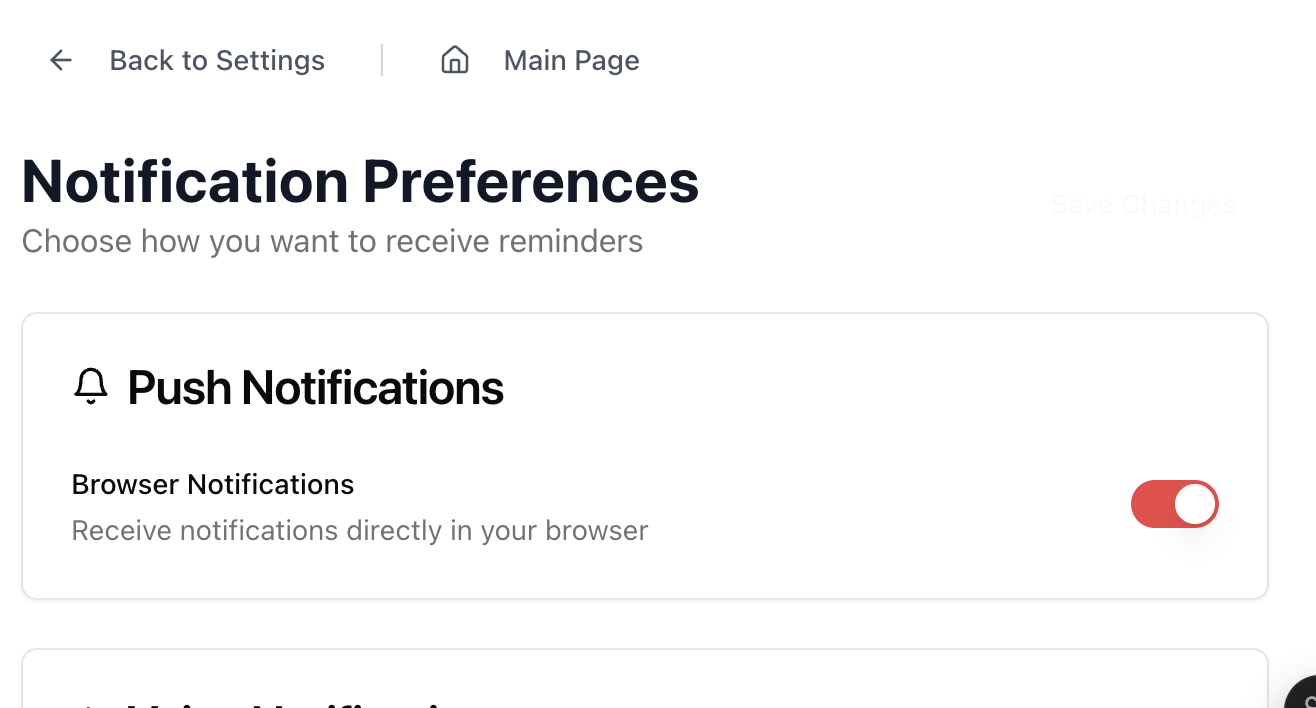 Back to Settings
Main Page
Notification Preferences
Save Changes
Choose how you want to receive reminders
Push Notifications
Browser Notifications
Receive notifications directly in your browser